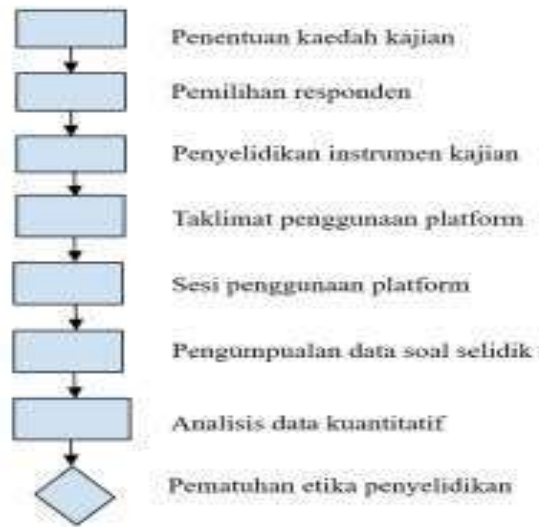 Penentuan kaedah kajian
Pemilihan responden
Penyelidikan instrumen kajian
Taklimat penggunaan platform
Sesi penggunaan platform
Pengumpualan data soal selidik
Analisis data kuantitatif
Pematuhan etika penyelidikan